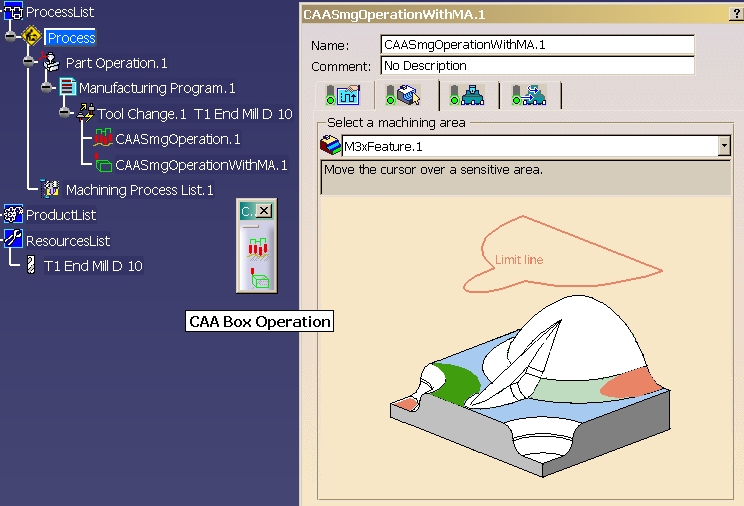 ProcessList
Process
Part Operation.1
Manufacturing Program.1
Tool Change.1 T1 End Mill D 10
CAASmgOperation.1
CAASmgOperationWithMA.1
Machining Process List.1
ProductList
ResourcesList
T1 End Mill D 10
C..
CAA Box Operation
CAASmgOperationWithMA.1
?
Name: CAASmgOperationWithMA.1
Comment: No Description
Select a machining area
M3xFeature.1
Move the cursor over a sensitive area.
Limit line